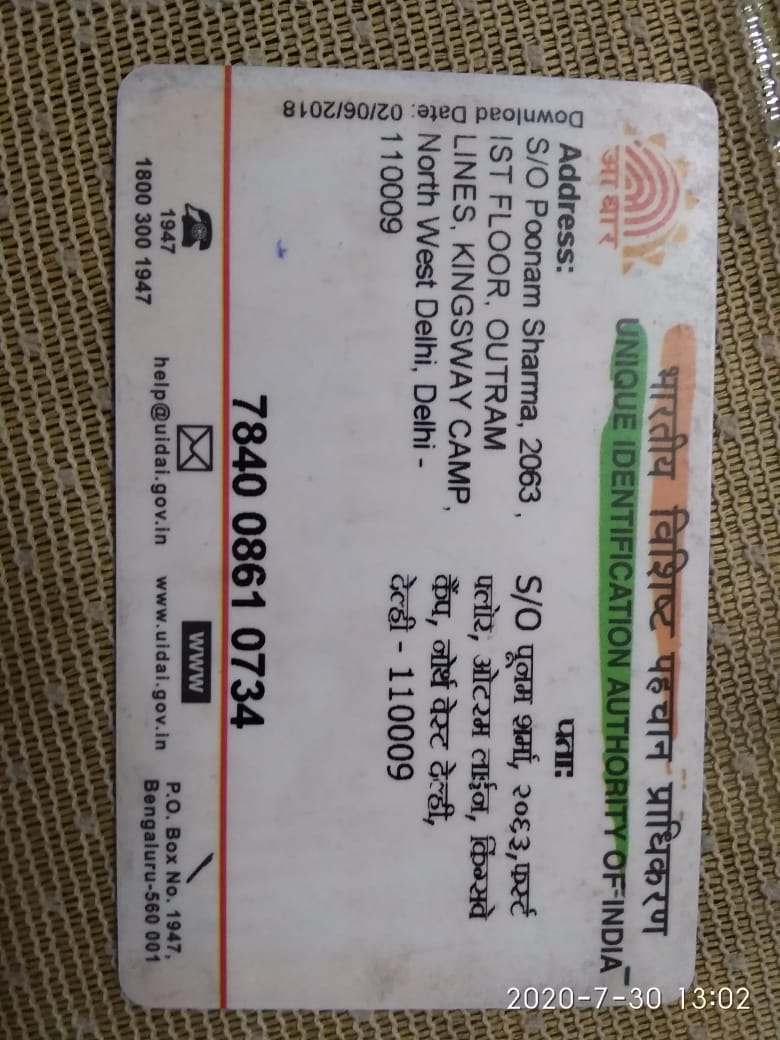 आधार
भारतीय विशिष्ट पहचान प्राधिकरण
UNIQUE IDENTIFICATION AUTHORITY OF INDIA
Download Date: 02/06/2018
Address:
S/O Poonam Sharma, 2063 ,
IST FLOOR, OUTRAM
LINES, KINGSWAY CAMP,
North West Delhi, Delhi -
110009
पता:
S/O पूनम शर्मा, २०६३,फर्स्ट
फ्लोर, ओटरम लाईन, किंग्सवे
कैंप, नोर्थ वेस्ट देल्ही,
देल्ही - 110009
7840 0861 0734
1947
1800 300 1947
help@uidai.gov.in
www
www.uidai.gov.in
P.O. Box No. 1947,
Bengaluru-560 001
2020-7-30 13:02